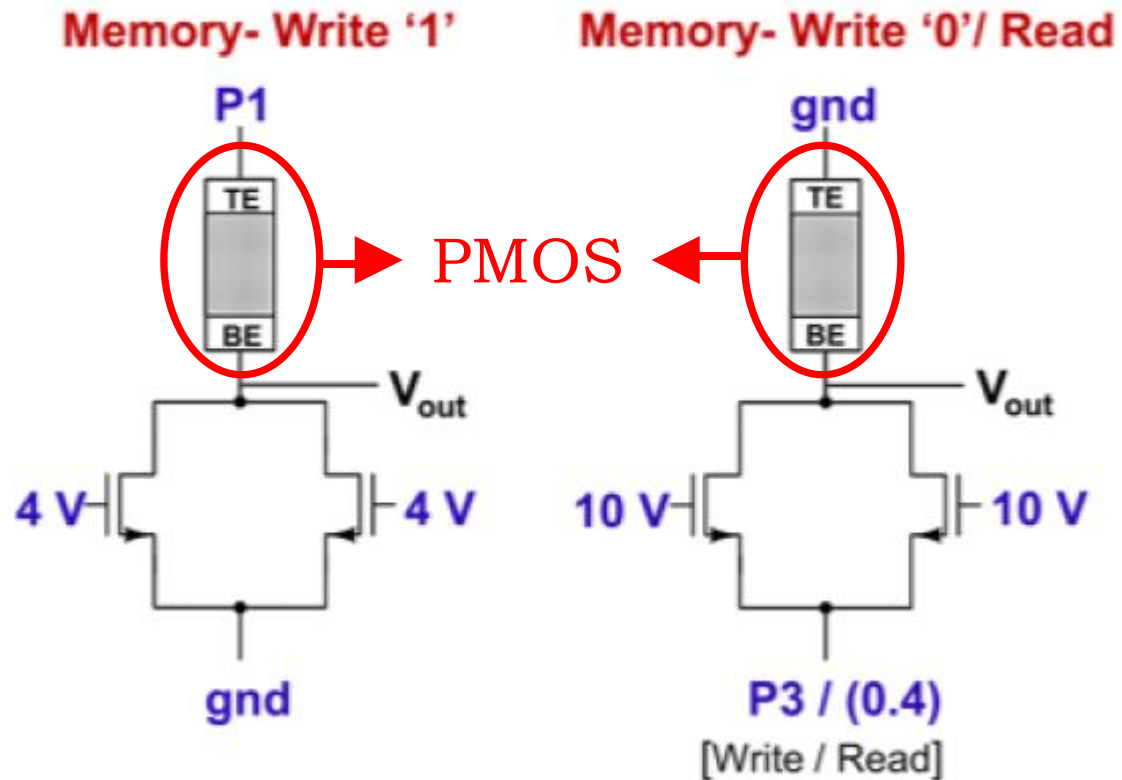 Memory- Write ‘1’
Memory- Write ‘0’/ Read
P1
gnd
TE
TE
PMOS
BE
BE
Vout
Vout
4 V
4 V
10 V
10 V
gnd
P3 / (0.4)
[Write / Read]